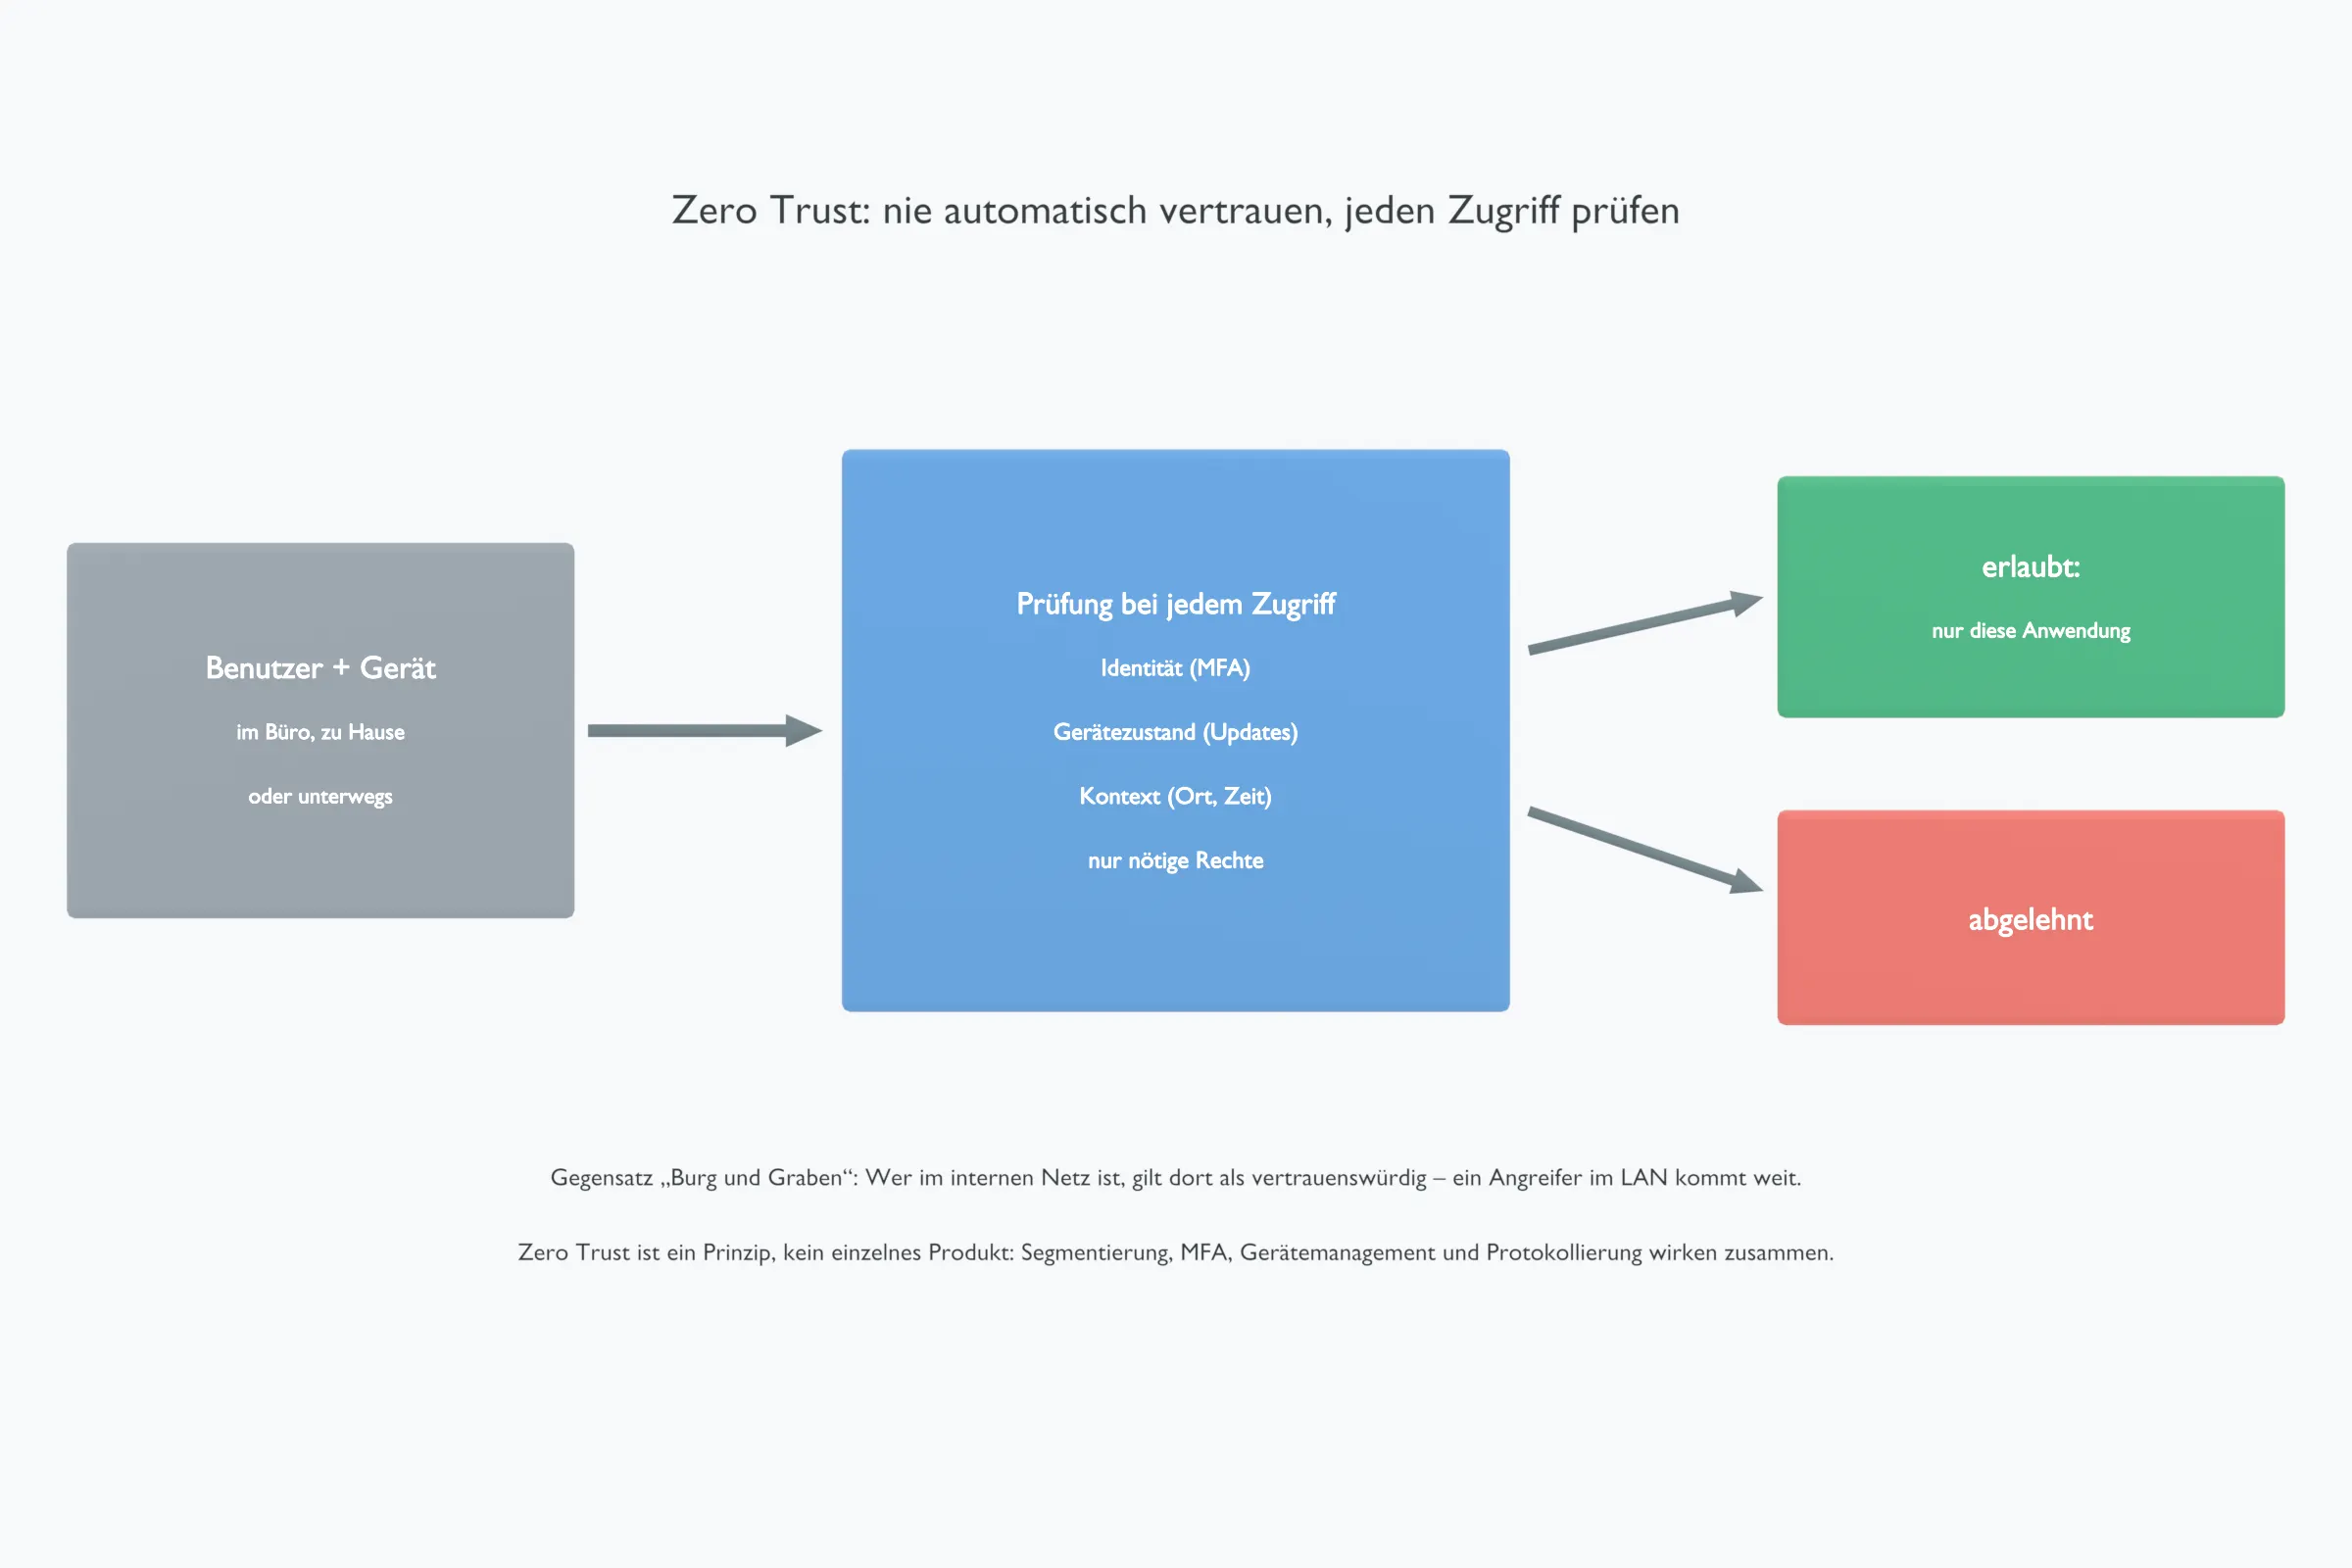 Zero Trust: nie automatisch vertrauen, jeden Zugriff prüfen
Benutzer + Gerät
im Büro, zu Hause
oder unterwegs
Prüfung bei jedem Zugriff
Identität (MFA)
Gerätezustand (Updates)
Kontext (Ort, Zeit)
nur nötige Rechte
erlaubt:
nur diese Anwendung
abgelehnt
Gegensatz „Burg und Graben“: Wer im internen Netz ist, gilt dort als vertrauenswürdig – ein Angreifer im LAN kommt weit.
Zero Trust ist ein Prinzip, kein einzelnes Produkt: Segmentierung, MFA, Gerätemanagement und Protokollierung wirken zusammen.